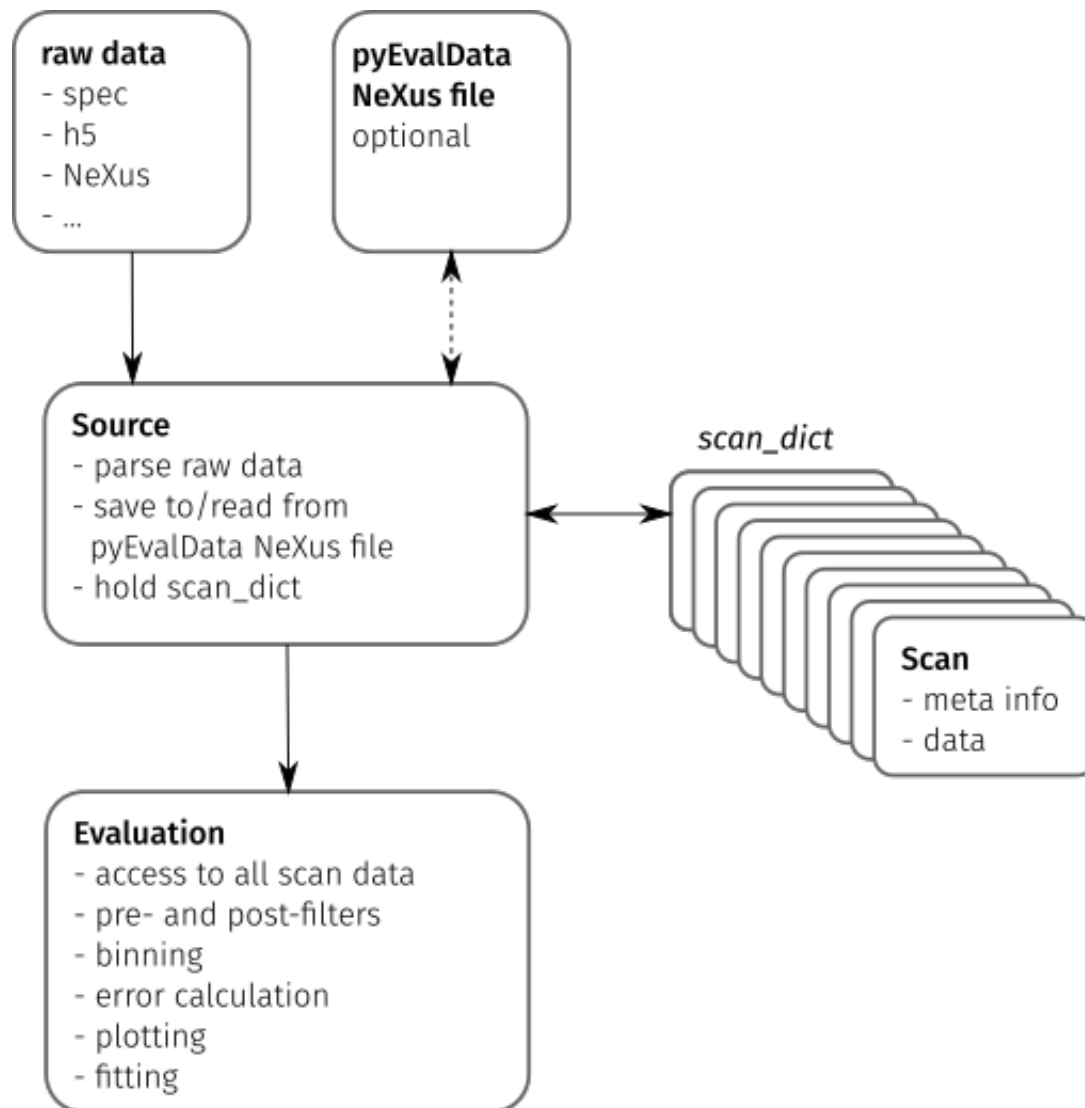 raw data
- spec
- h5
- NeXus
- ...
pyEvalData
NeXus file
optional
Source
- parse raw data
- save to/read from
pyEvalData NeXus file
- hold scan_dict
scan_dict
Scan
- meta info
- data
Evaluation
- access to all scan data
- pre- and post-filters
- binning
- error calculation
- plotting
- fitting